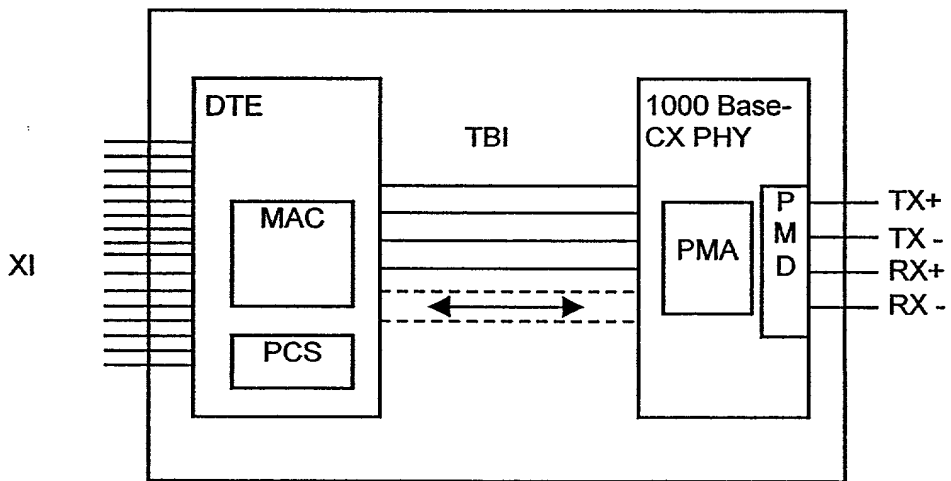 DTE
TBI
1000 Base-
CX PHY
MAC
PCS
PMA
P
M
D
XI
TX+
TX -
RX+
RX -